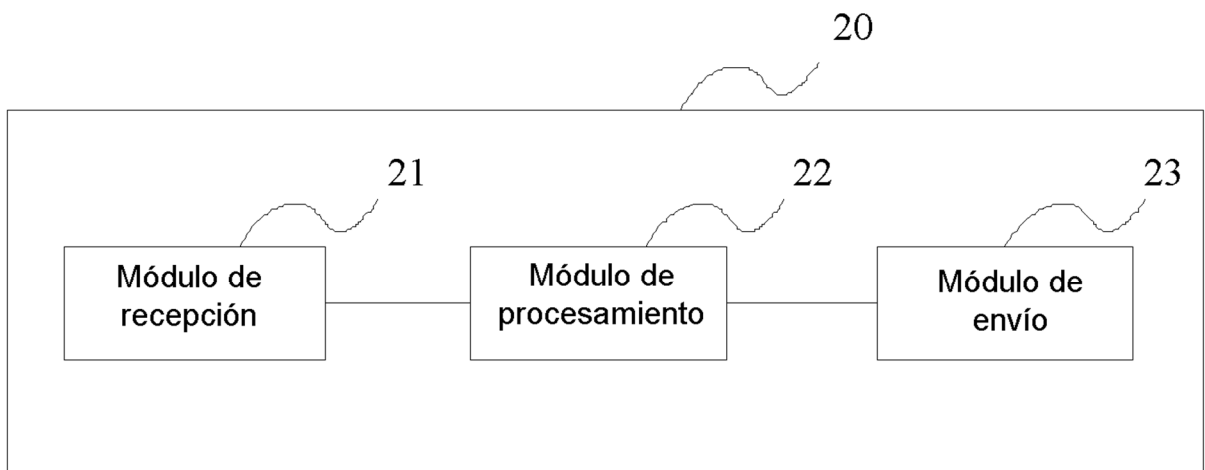 20
21
22
23
Módulo de
recepción
Módulo de
procesamiento
Módulo de
envío